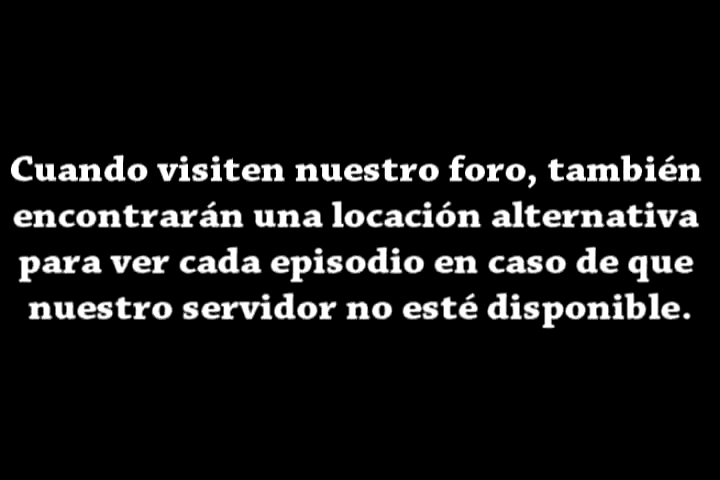 Cuando visiten nuestro foro, también
encontrarán una locación alternativa
para ver cada episodio en caso de que
nuestro servidor no esté disponible.